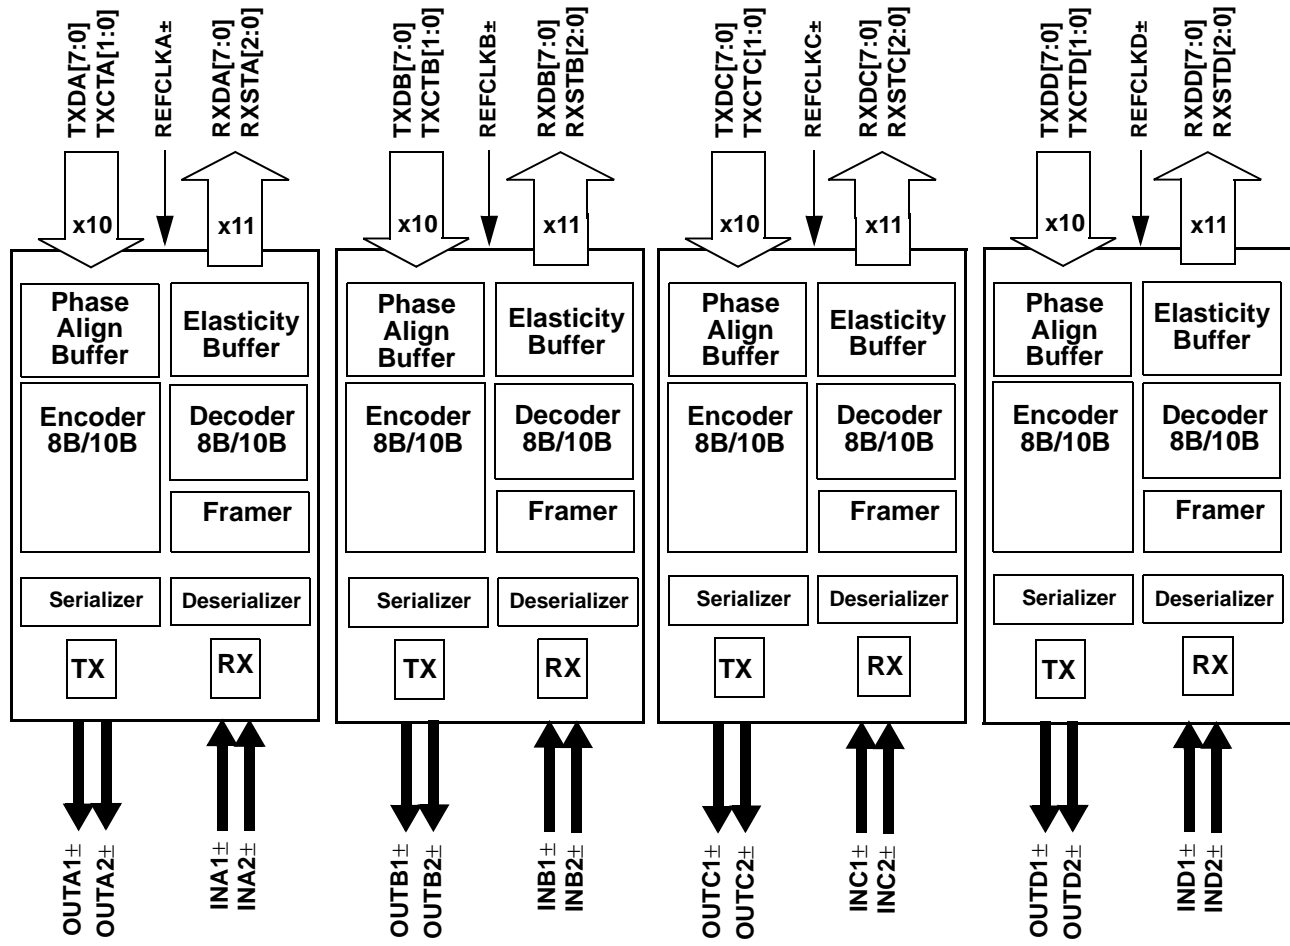 TXDA[7:0]
TXCTA[1:0]
REFCLKA±
RXDA[7:0]
RXSTA[2:0]
TXDB[7:0]
TXCTB[1:0]
REFCLKB±
RXDB[7:0]
RXSTB[2:0]
TXDC[7:0]
TXCTC[1:0]
REFCLKC±
RXDC[7:0]
RXSTC[2:0]
TXDD[7:0]
TXCTD[1:0]
REFCLKD±
RXDD[7:0]
RXSTD[2:0]
x10
x11
x10
x11
x10
x11
x10
x11
Phase
Align
Buffer
Elasticity
Buffer
Encoder
8B/10B
Decoder
8B/10B
Framer
Serializer
Deserializer
TX
RX
Phase
Align
Buffer
Elasticity
Buffer
Encoder
8B/10B
Decoder
8B/10B
Framer
Serializer
Deserializer
TX
RX
Phase
Align
Buffer
Elasticity
Buffer
Encoder
8B/10B
Decoder
8B/10B
Framer
Serializer
Deserializer
TX
RX
Phase
Align
Buffer
Elasticity
Buffer
Encoder
8B/10B
Decoder
8B/10B
Framer
Serializer
Deserializer
TX
RX
OUTA1±
OUTA2±
INA1±
INA2±
OUTB1±
OUTB2±
INB1±
INB2±
OUTC1±
OUTC2±
INC1±
INC2±
OUTD1±
OUTD2±
IND1±
IND2±